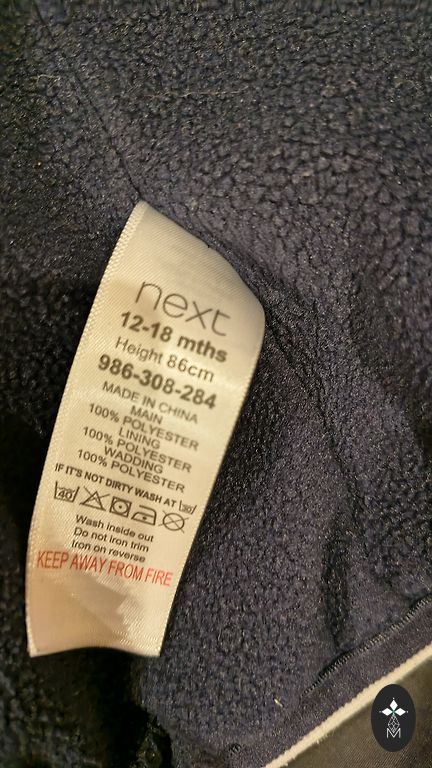 next
12-18 mths
Height 86cm
986-308-284
MADE IN CHINA
MAIN
100% POLYESTER
LINING
100% POLYESTER
WADDING
100% POLYESTER
IF IT'S NOT DIRTY WASH AT 30
40
Wash inside out
Do not iron trim
Iron on reverse
KEEP AWAY FROM FIRE
M